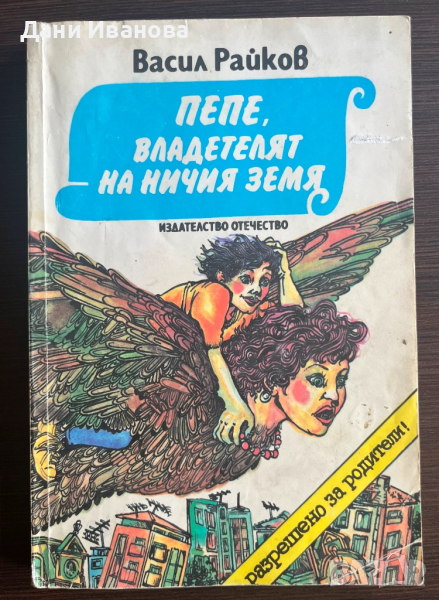 Дани Иванова
Васил Райков
ПЕПЕ,
ВЛАДЕТЕЛЯТ
НА НИЧИЯ ЗЕМЯ
ИЗДАТЕЛСТВО ОТЕЧЕСТВО
разрешено за родители!